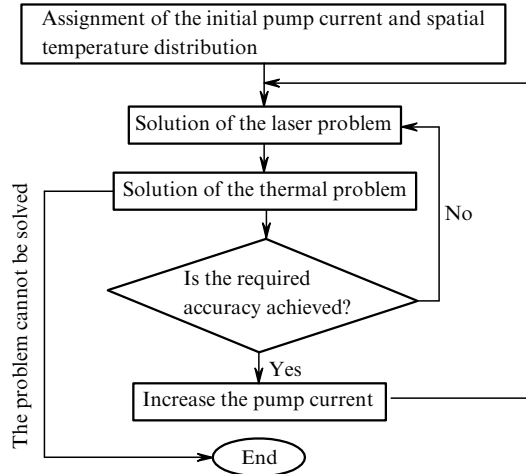 Assignment of the initial pump current and spatial
temperature distribution
Solution of the laser problem
Solution of the thermal problem
The problem cannot be solved
No
Is the required
accuracy achieved?
Yes
Increase the pump current
End